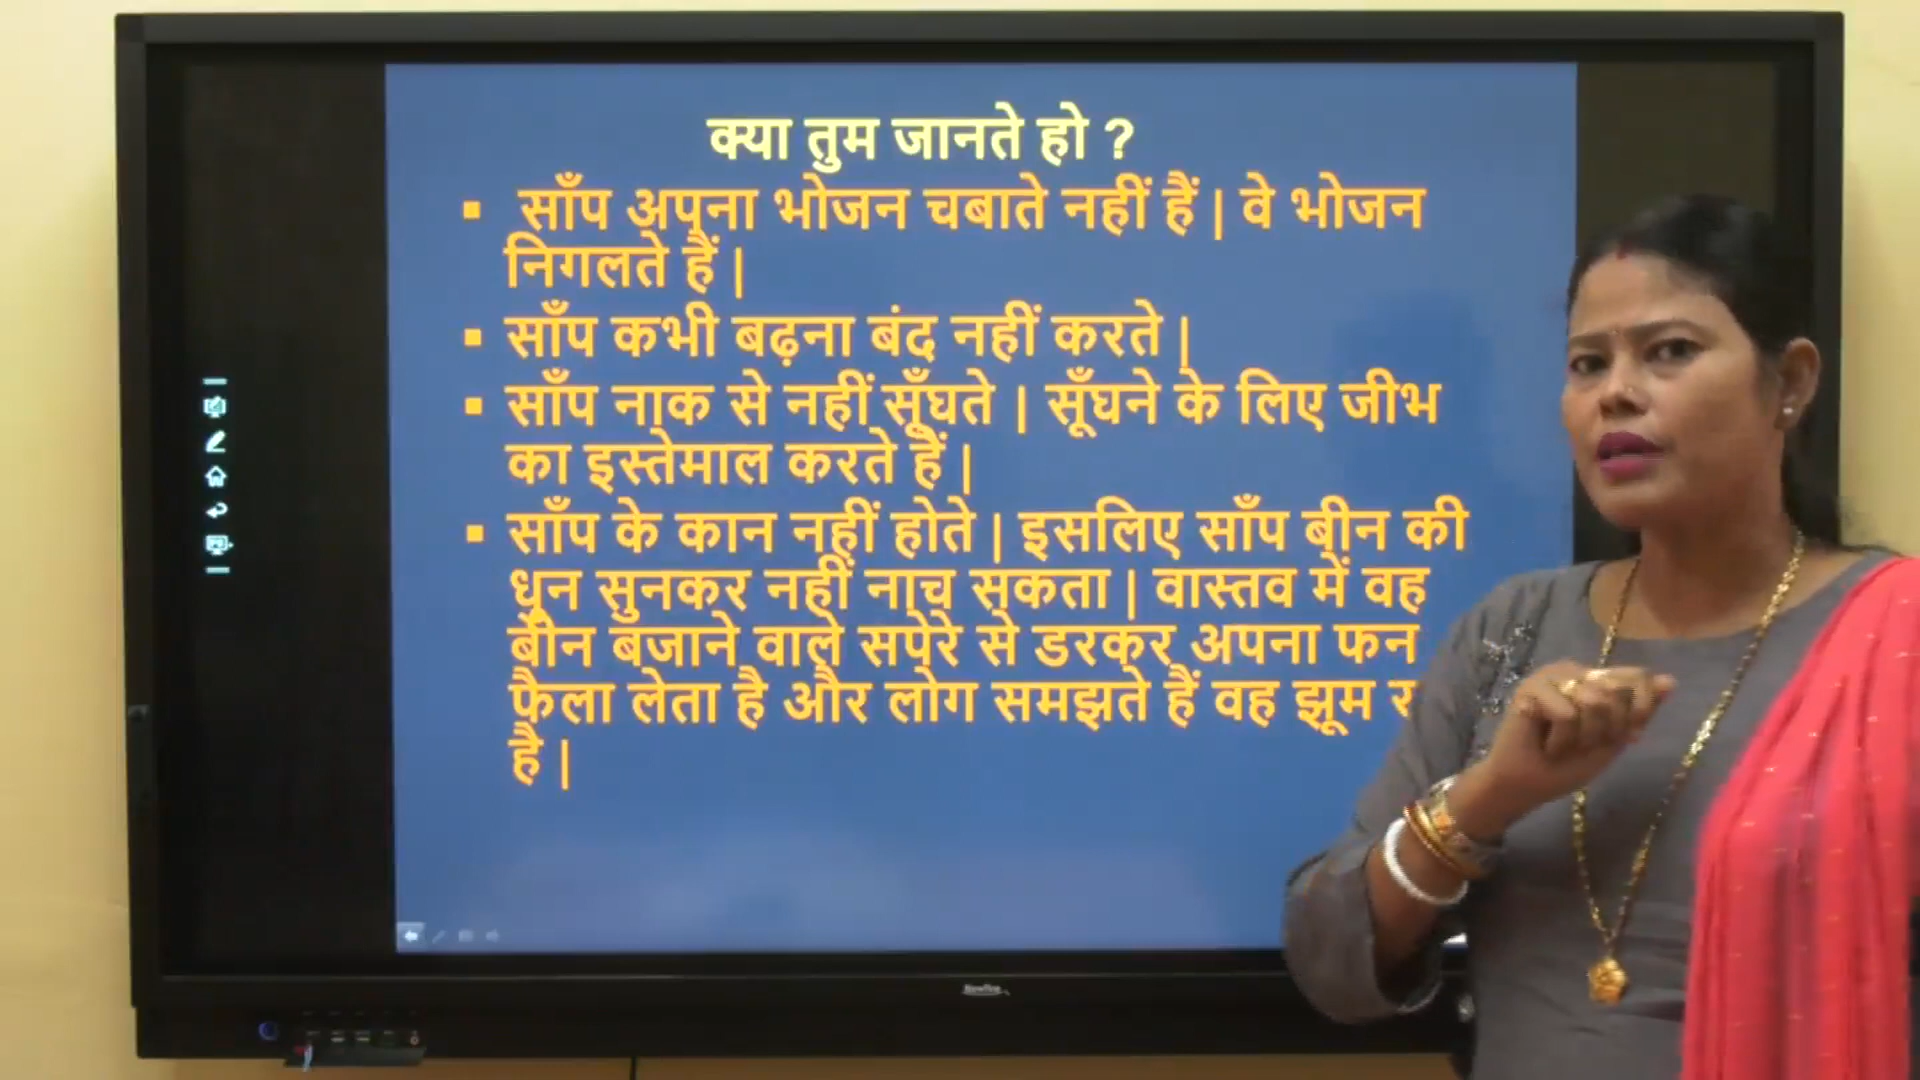 क्या तुम जानते हो ?
▪ साँप अपना भोजन चबाते नहीं हैं | वे भोजन
निगलते हैं |
▪ साँप कभी बढ़ना बंद नहीं करते |
▪ साँप नाक से नहीं सूँघते | सूँघने के लिए जीभ
का इस्तेमाल करते हैं |
▪ साँप के कान नहीं होते | इसलिए साँप बीन की
धुन सुनकर नहीं नाच सकता | वास्तव में वह
बीन बजाने वाले सपेरे से डरकर अपना फन
फैला लेता है और लोग समझते हैं वह झूम
है |